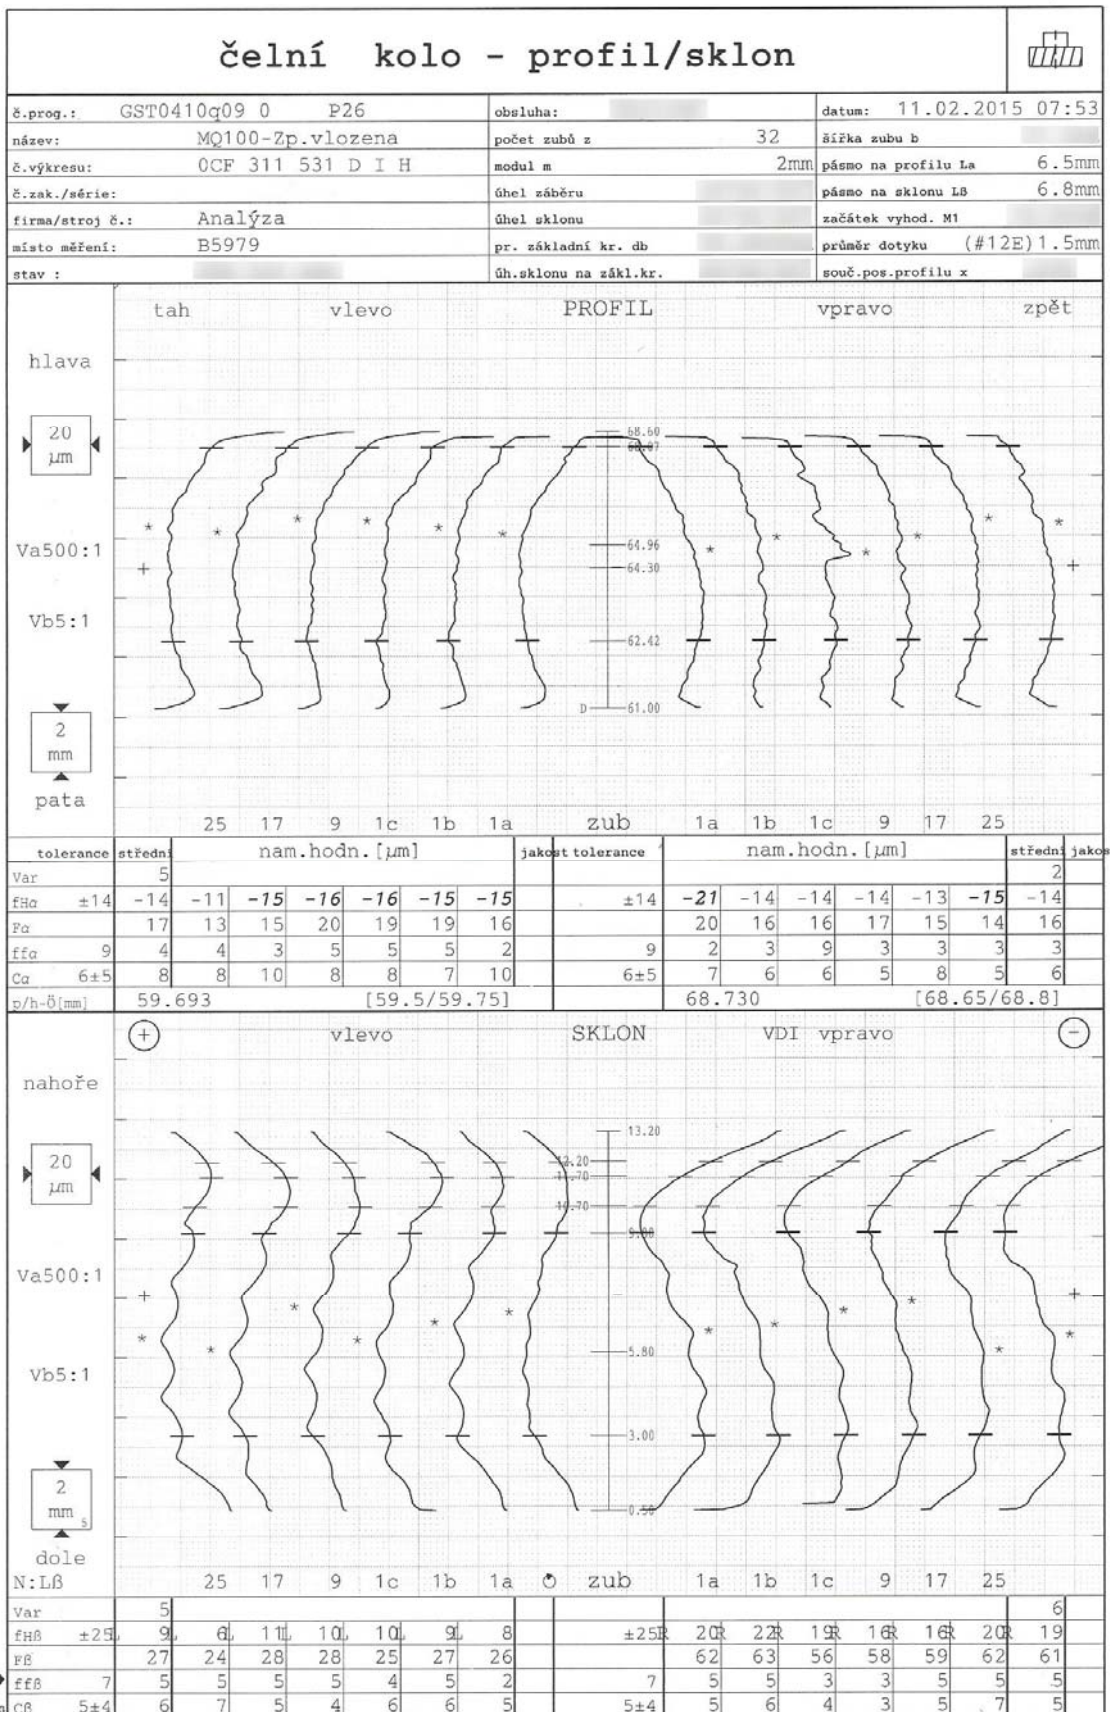 čelní kolo - profil/sklon
č.prog.: GST0410q09 0 P26 obsluha: datum: 11.02.2015 07:53
název: MQ100-Zp.vlozena počet zubů z 32 šířka zubu b
č.výkresu: 0CF 311 531 D I H modul m 2mm pásmo na profilu La 6.5mm
č.zak./série: úhel záběru pásmo na sklonu Lß 6.8mm
firma/stroj č.: Analýza úhel sklonu začátek vyhod. M1
místo měření: B5979 pr. základní kr. db průměr dotyku (#12E)1.5mm
stav : úh.sklonu na zákl.kr. souč.pos.profilu x
tah vlevo PROFIL vpravo zpět
hlava
68.60
20 µm
68.07
Va500:1
64.96
64.30
Vb5:1
62.42
D 61.00
2 mm
pata
25 17 9 1c 1b 1a zub 1a 1b 1c 9 17 25
tolerance střední nam.hodn.[µm] jakost tolerance nam.hodn.[µm] střední jakos
Var 5 2
fHα ±14 -14 -11 -15 -16 -16 -15 -15 ±14 -21 -14 -14 -14 -13 -15 -14
Fα 17 13 15 20 19 19 16 20 16 16 17 15 14 16
ffα 9 4 4 3 5 5 5 2 9 2 3 9 3 3 3 3
Cα 6±5 8 8 10 8 8 7 10 6±5 7 6 6 5 8 5 6
p/h-Ö[mm] 59.693 [59.5/59.75] 68.730 [68.65/68.8]
+ vlevo SKLON VDI vpravo -
nahoře
13.20
20 µm
12.20
11.70
10.70
9.80
Va500:1
5.80
Vb5:1
3.00
2 mm 5
0.50
dole
N:Lß 25 17 9 1c 1b 1a zub 1a 1b 1c 9 17 25
Var 5 6
fHß ±25L 9L 6L 11L 10L 10L 9L 8 ±25R 20R 22R 19R 16R 16R 20R 19
Fß 27 24 28 28 25 27 26 62 63 56 58 59 62 61
ffß 7 5 5 5 5 4 5 2 7 5 5 3 3 5 5 5
Cß 5±4 6 7 5 4 6 6 5 5±4 5 6 4 3 5 7 5